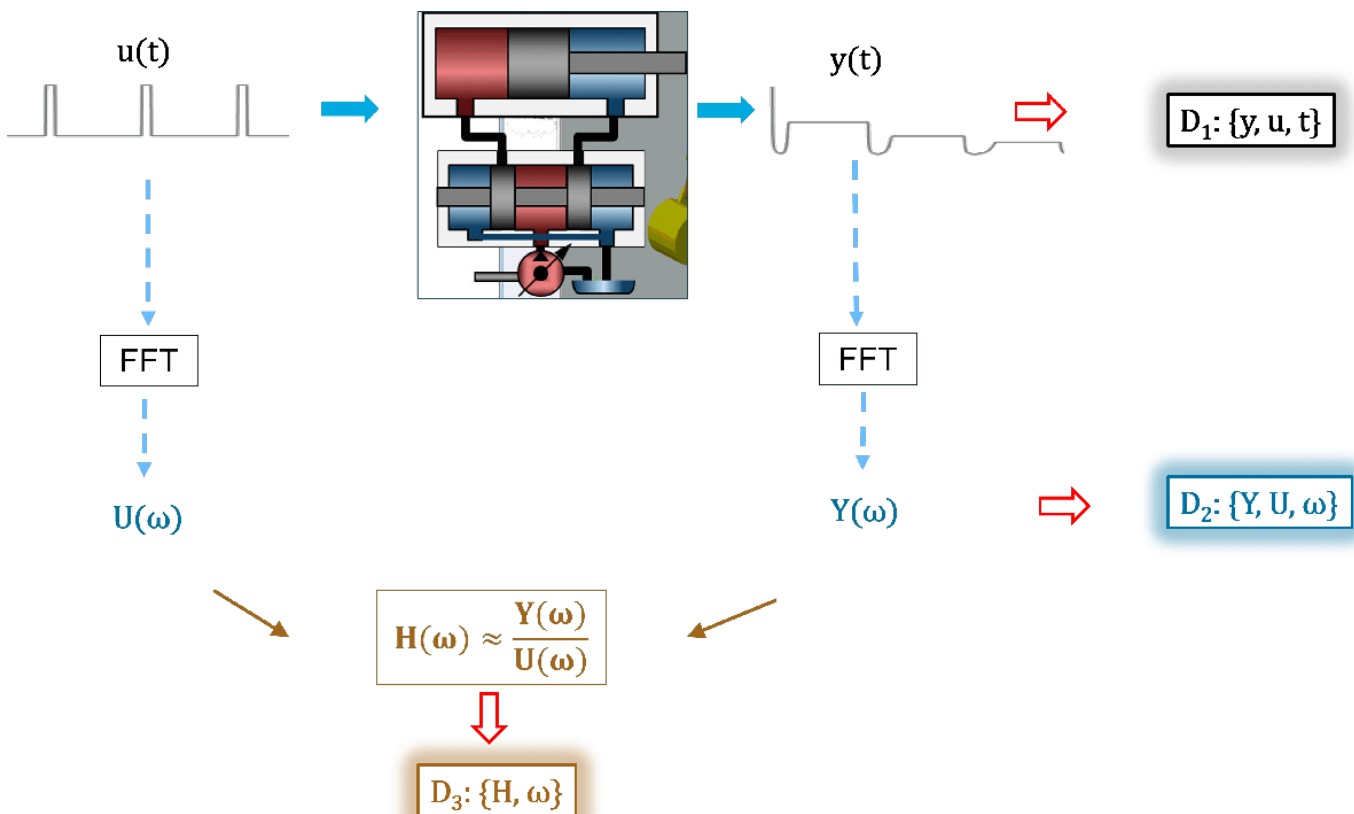 u(t)
y(t)
D₁: {y, u, t}
FFT
FFT
U(ω)
Y(ω)
D₂: {Y, U, ω}
H(ω) ≈ Y(ω)
U(ω)
D₃: {H, ω}